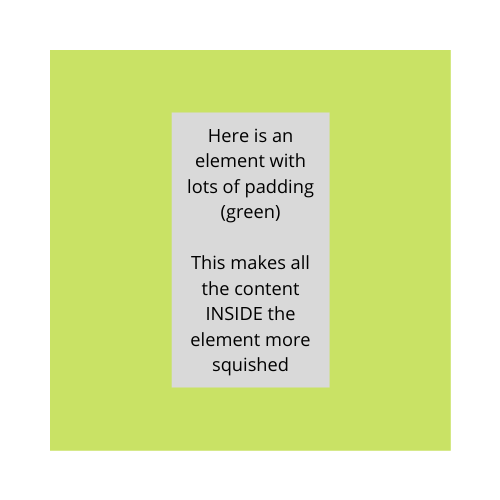 Here is an
element with
lots of padding
(green)
This makes all
the content
INSIDE the
element more
squished